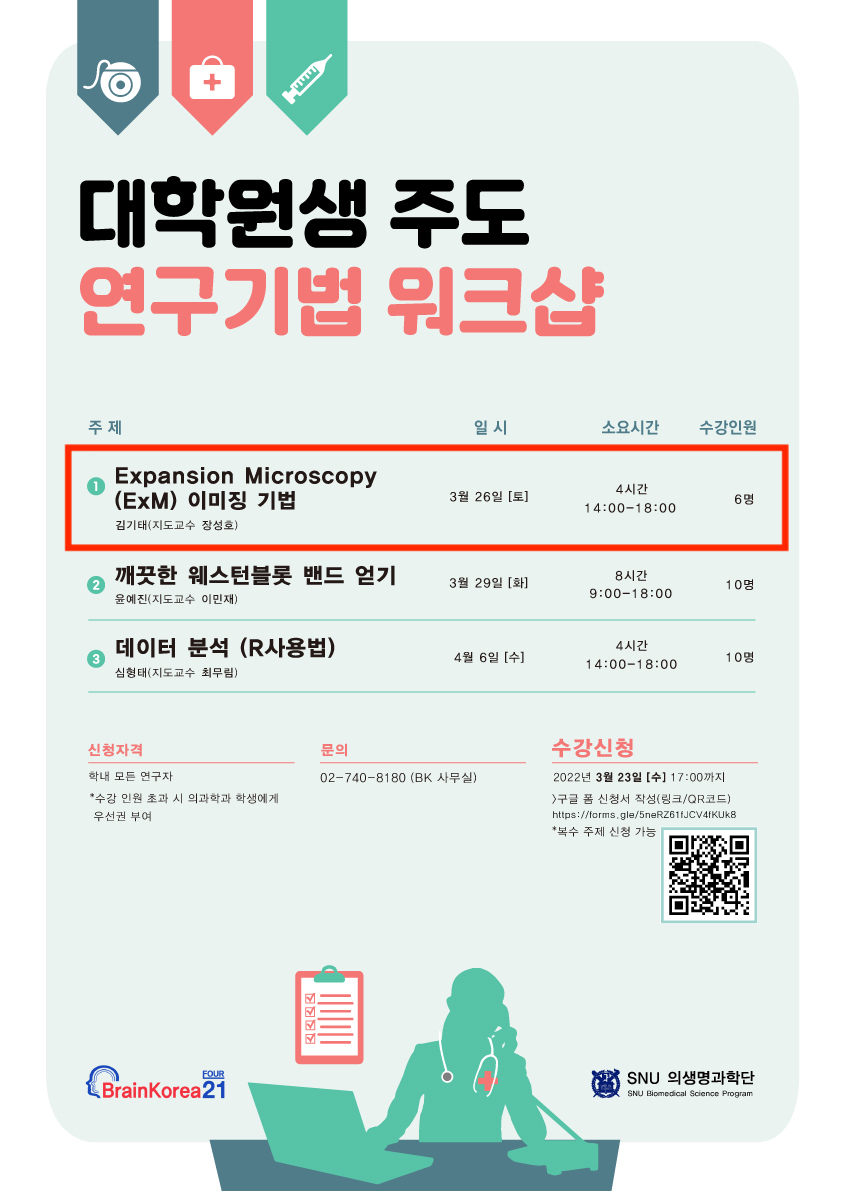 대학원생 주도
연구기법 워크샵
주 제 일 시 소요시간 수강인원
1 Expansion Microscopy
(ExM) 이미징 기법
김기태(지도교수 장성호)
3월 26일 [토]
4시간
14:00-18:00
6명
2 깨끗한 웨스턴블롯 밴드 얻기
윤예진(지도교수 이민재)
3월 29일 [화]
8시간
9:00-18:00
10명
3 데이터 분석 (R사용법)
심형태(지도교수 최무림)
4월 6일 [수]
4시간
14:00-18:00
10명
신청자격
학내 모든 연구자
*수강 인원 초과 시 의과학과 학생에게
우선권 부여
문의
02-740-8180 (BK 사무실)
수강신청
2022년 3월 23일 [수] 17:00까지
>구글 폼 신청서 작성(링크/QR코드)
https://forms.gle/5neRZ61fJCV4fKUk8
*복수 주제 신청 가능
BrainKorea FOUR 21
SNU 의생명과학단
SNU Biomedical Science Program